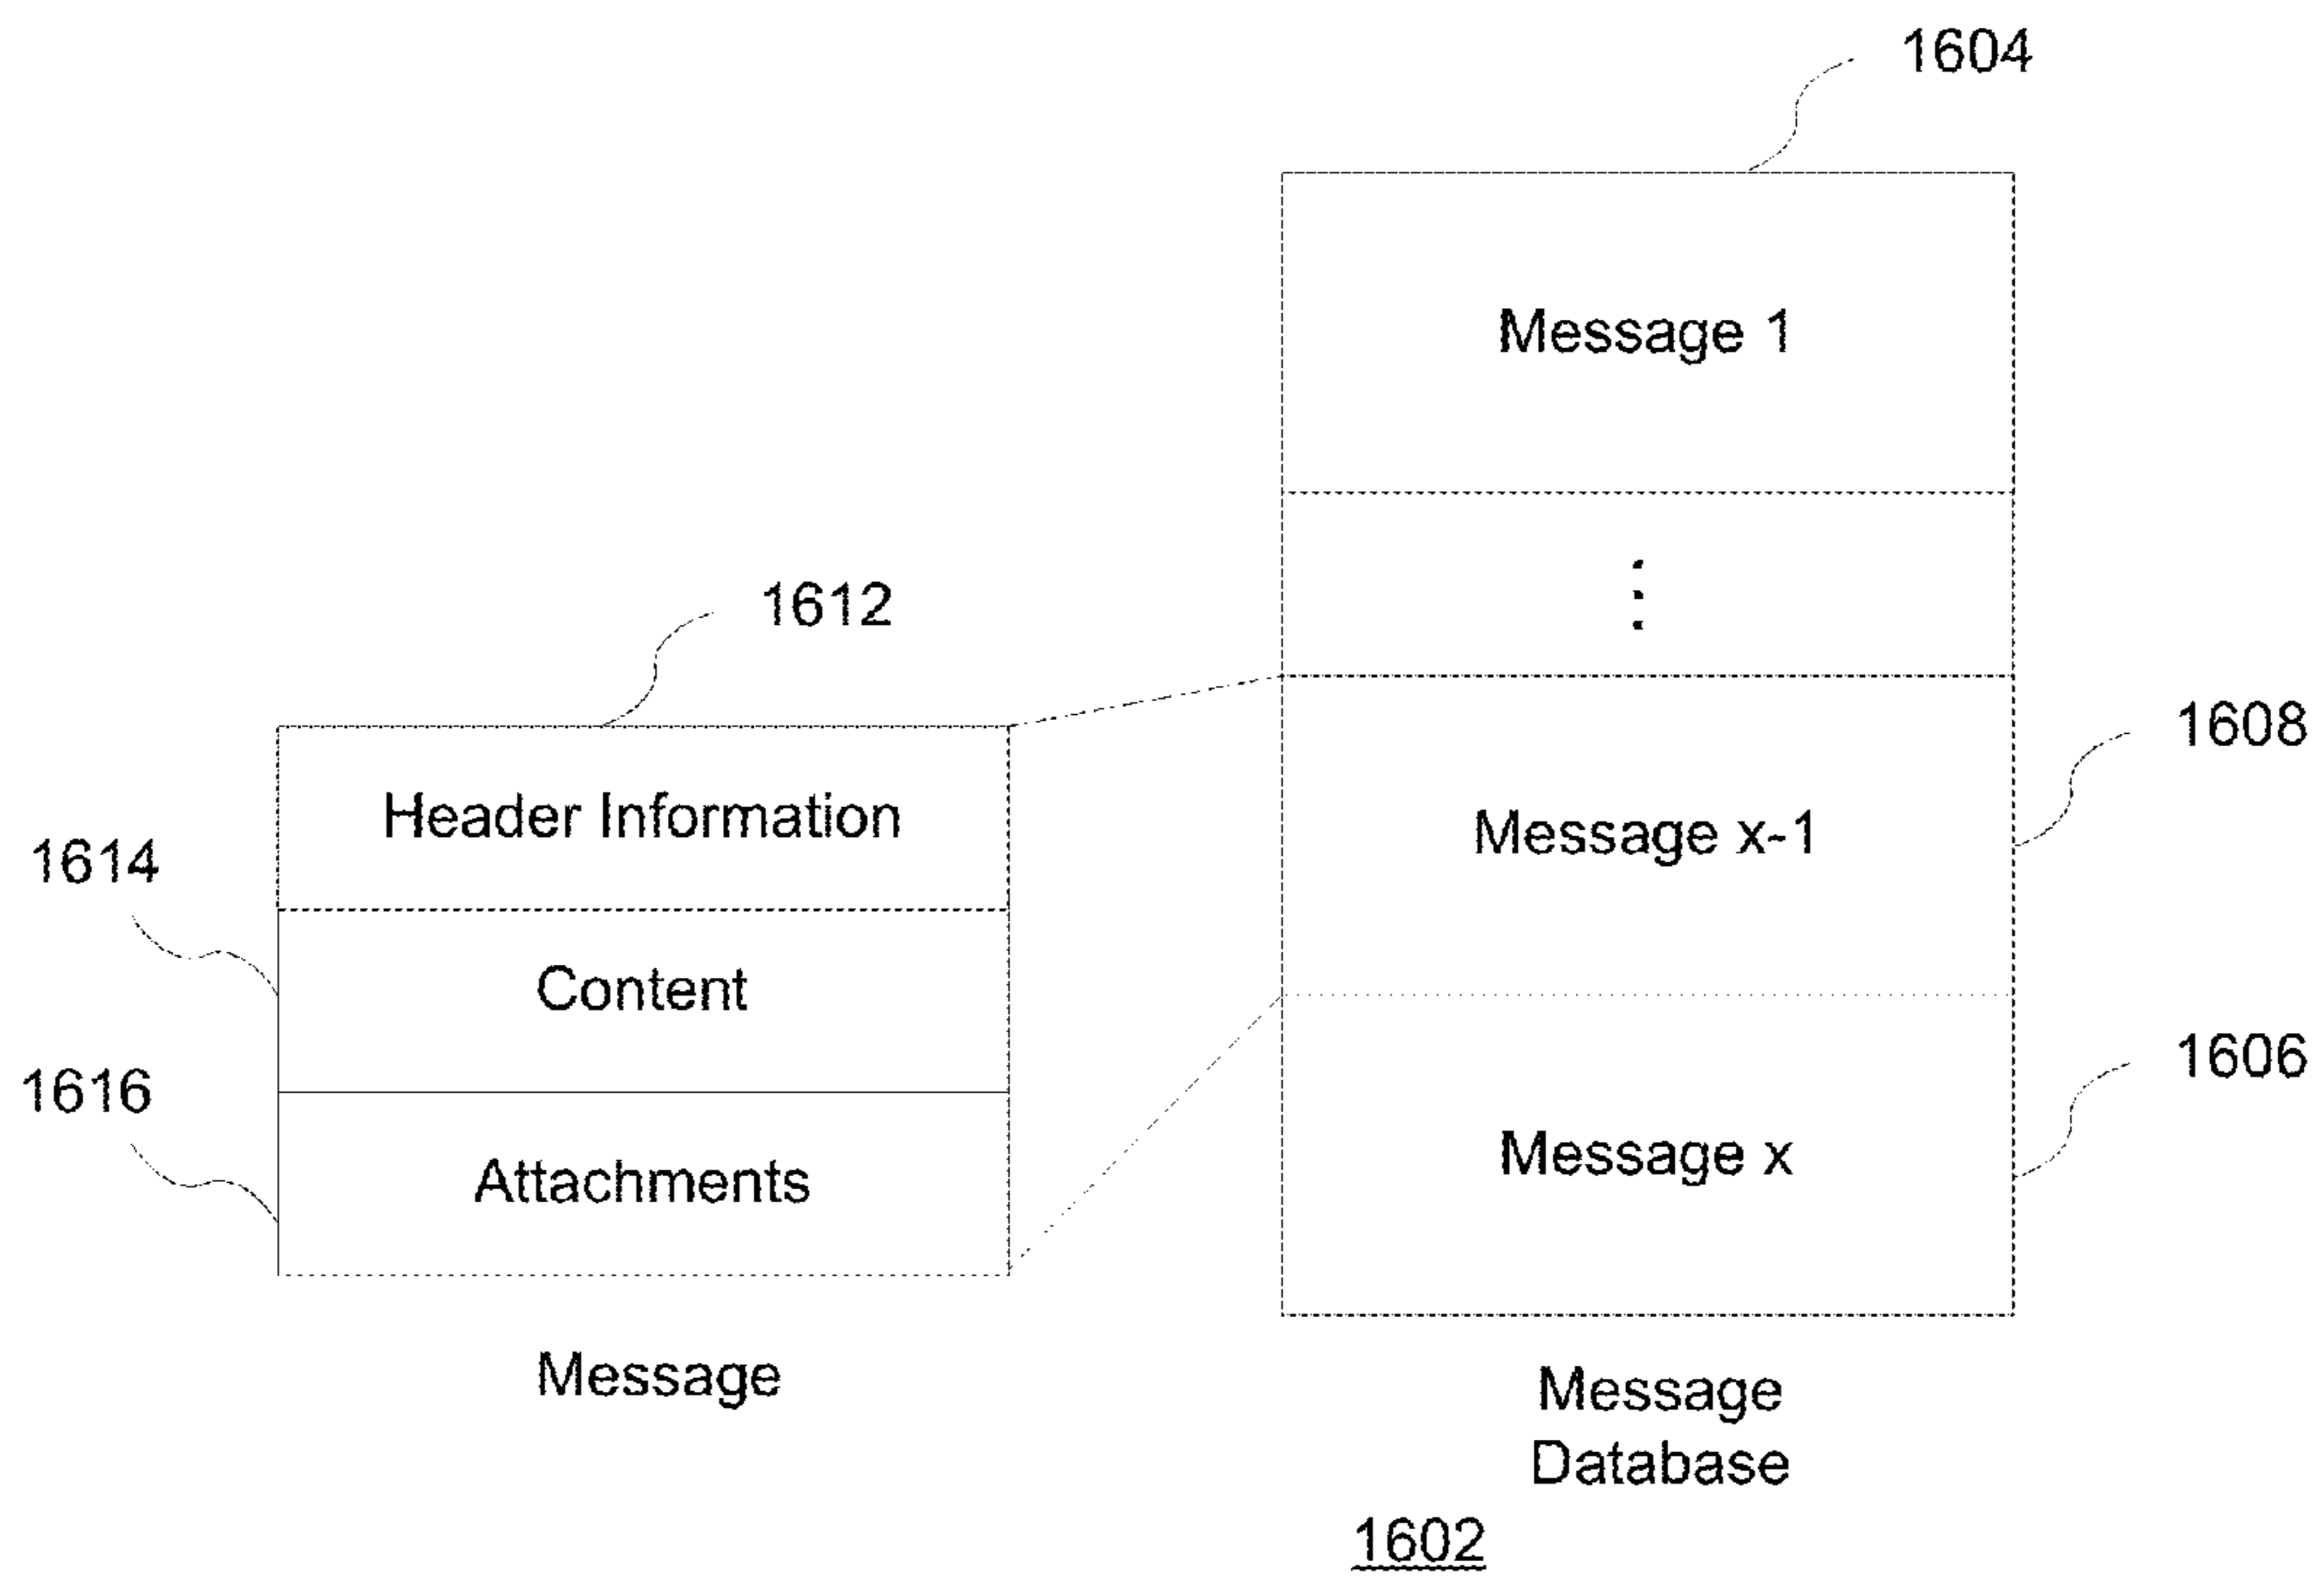 1604
Message 1
⋮
1612
1608
Header Information
Message x-1
1614
Content
1606
1616
Message x
Attachments
Message
Message
Database
1602